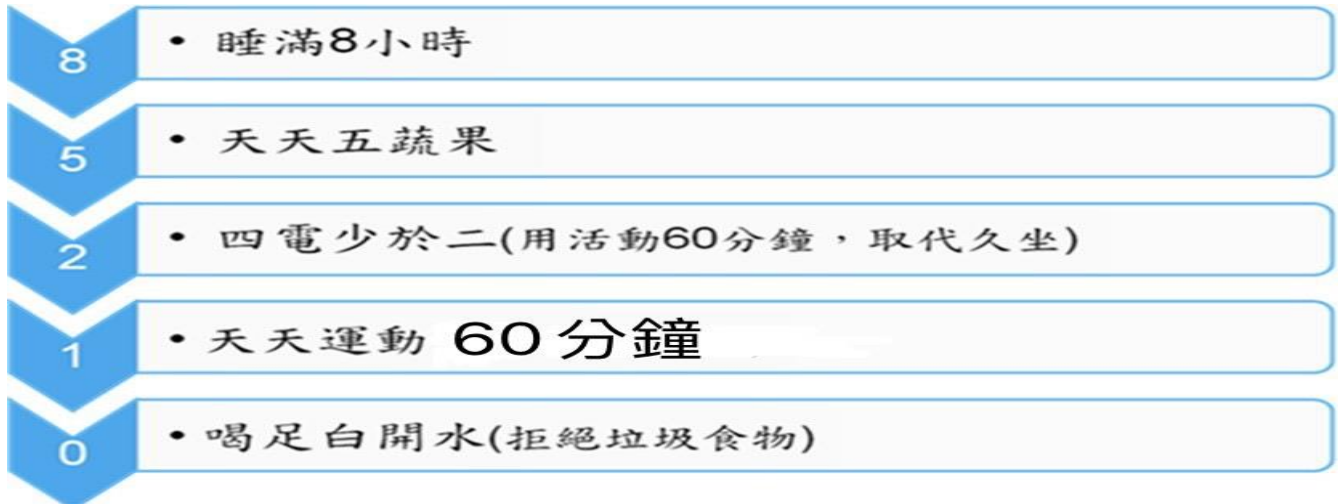 8
• 睡滿8小時
5
• 天天五蔬果
2
• 四電少於二(用活動60分鐘，取代久坐)
1
• 天天運動 60分鐘
0
• 喝足白開水(拒絕垃圾食物)